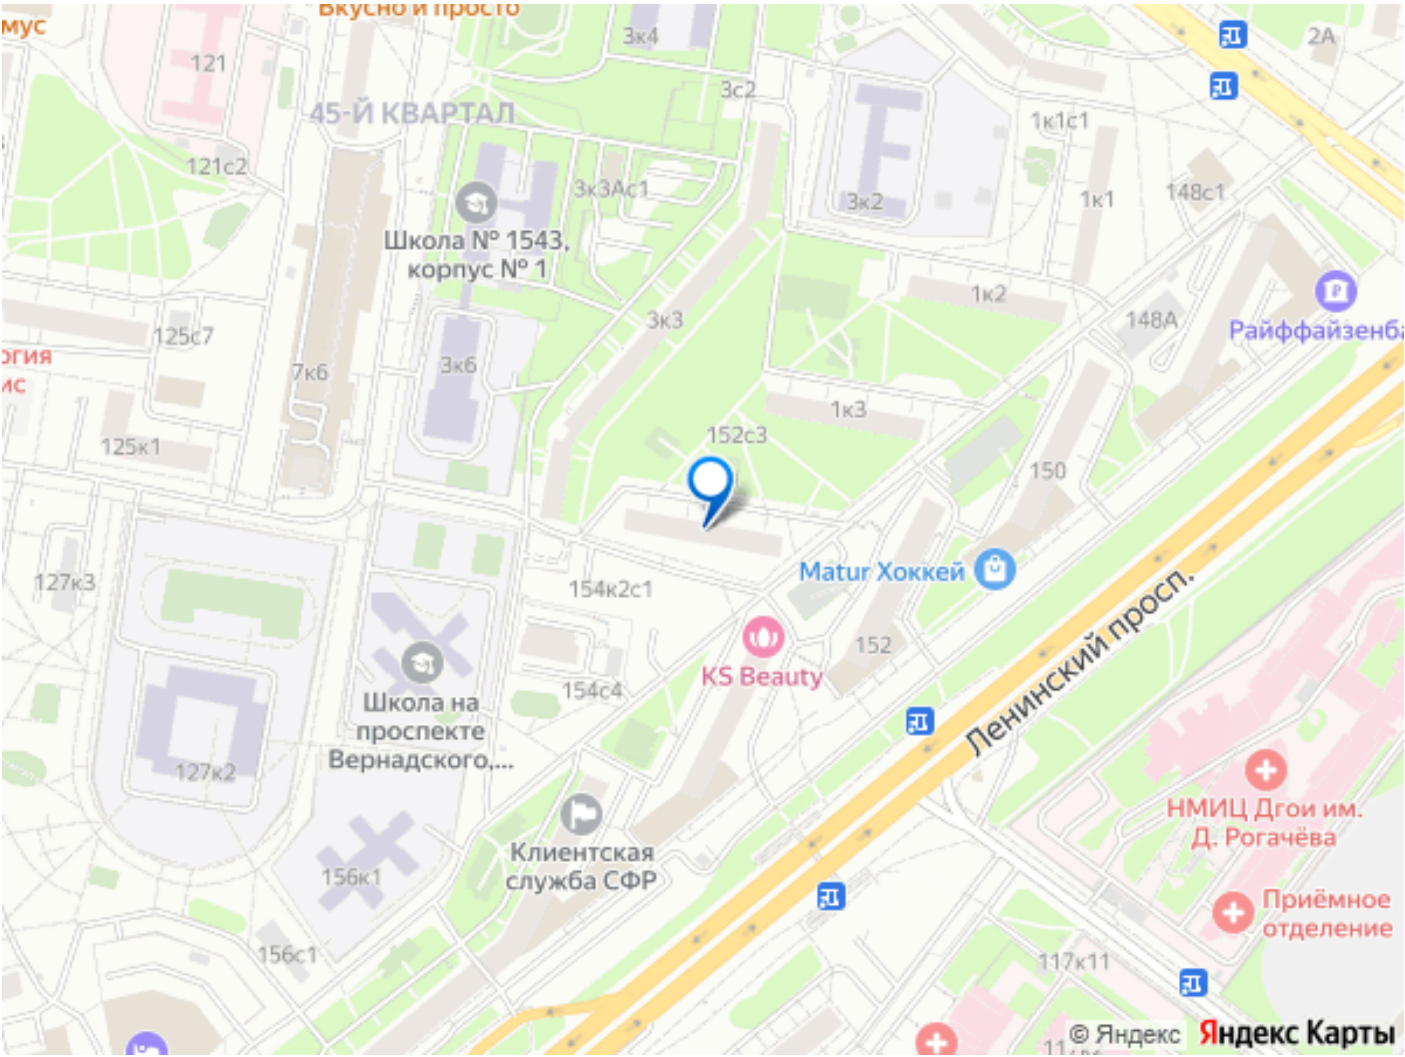 Вкусно и просто
мус
3к4
2А
121
3с2
45-Й КВАРТАЛ
1к1с1
121с2
3к3Ас1
3к2
1к1
148с1
Школа № 1543,
корпус № 1
1к2
3к3
148А
Райффайзенба
125с7
огия
ис
7к6
3к6
1к3
152с3
125к1
150
Matur Хоккей
127к3
154к2с1
Ленинский просп.
152
KS Beauty
154с4
Школа на
проспекте
Вернадского,...
127к2
НМИЦ Дгои им.
Д. Рогачёва
Клиентская
служба СФР
156к1
Приёмное
отделение
156с1
117к11
© Яндекс
Яндекс Карты